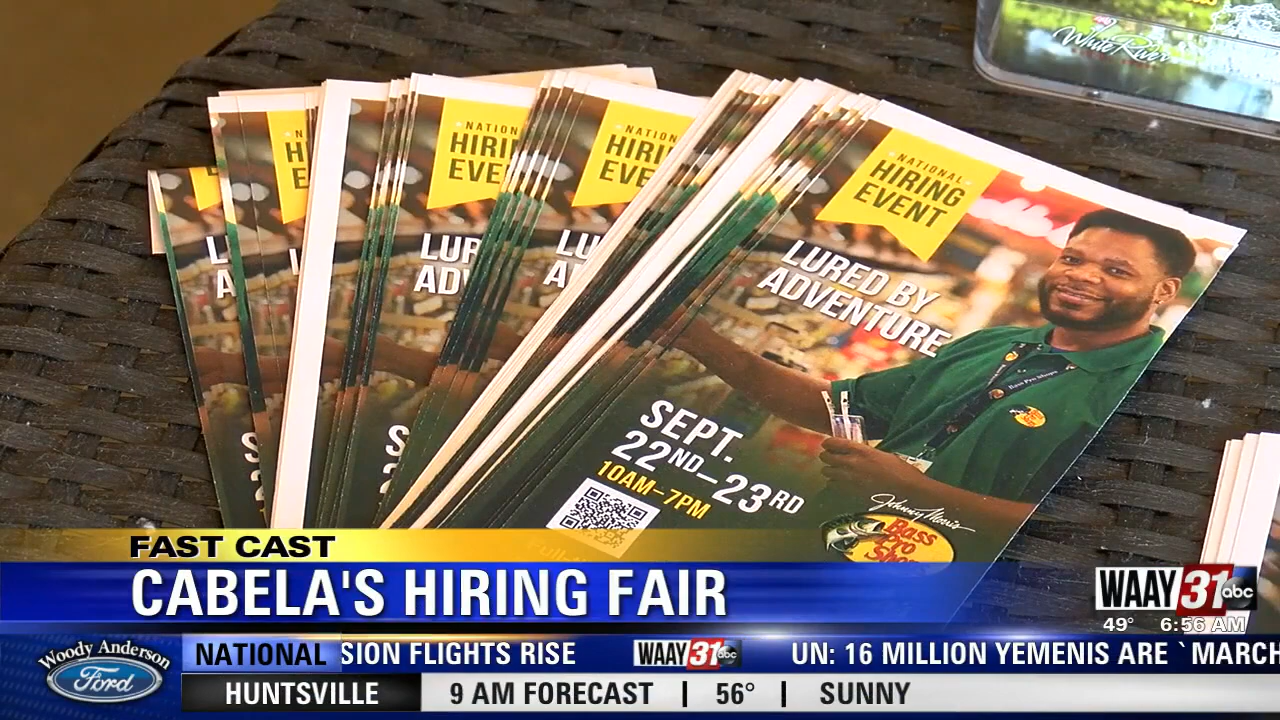 White River
NATIONAL
HIRING
EVENT
LURED BY
ADVENTURE
SEPT.
22ND–23RD
10AM–7PM
Johnny Morris
Bass
Pro
FAST CAST
CABELA'S HIRING FAIR
WAAY 31 abc
49° 6:56 AM
Woody Anderson
Ford
NATIONAL SION FLIGHTS RISE WAAY 31 abc UN: 16 MILLION YEMENIS ARE `MARCH
HUNTSVILLE 9 AM FORECAST | 56° | SUNNY